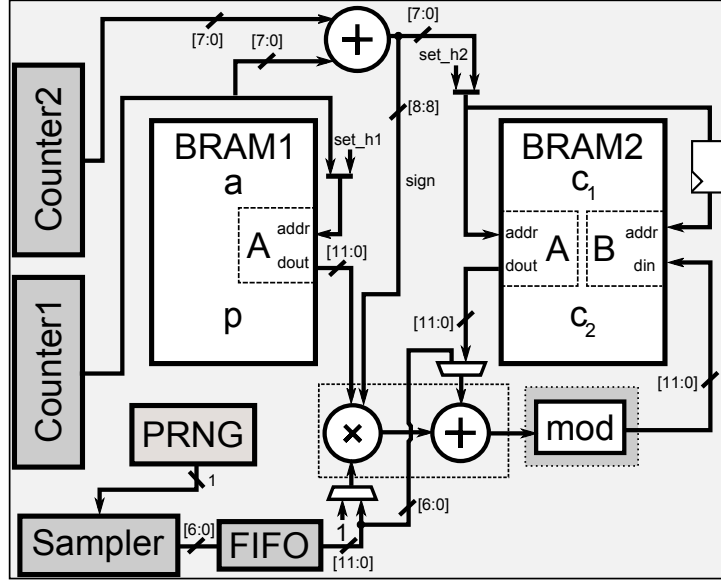 [7:0]
[7:0]
[7:0]
+
set_h2
[8:8]
Counter2
BRAM1
a
set_h1
sign
BRAM2
c1
A
addr
dout
[11:0]
addr
dout
A
B
addr
din
p
c2
[11:0]
[11:0]
Counter1
PRNG
1
×
+
mod
Sampler
[6:0]
FIFO
1
[11:0]
[6:0]